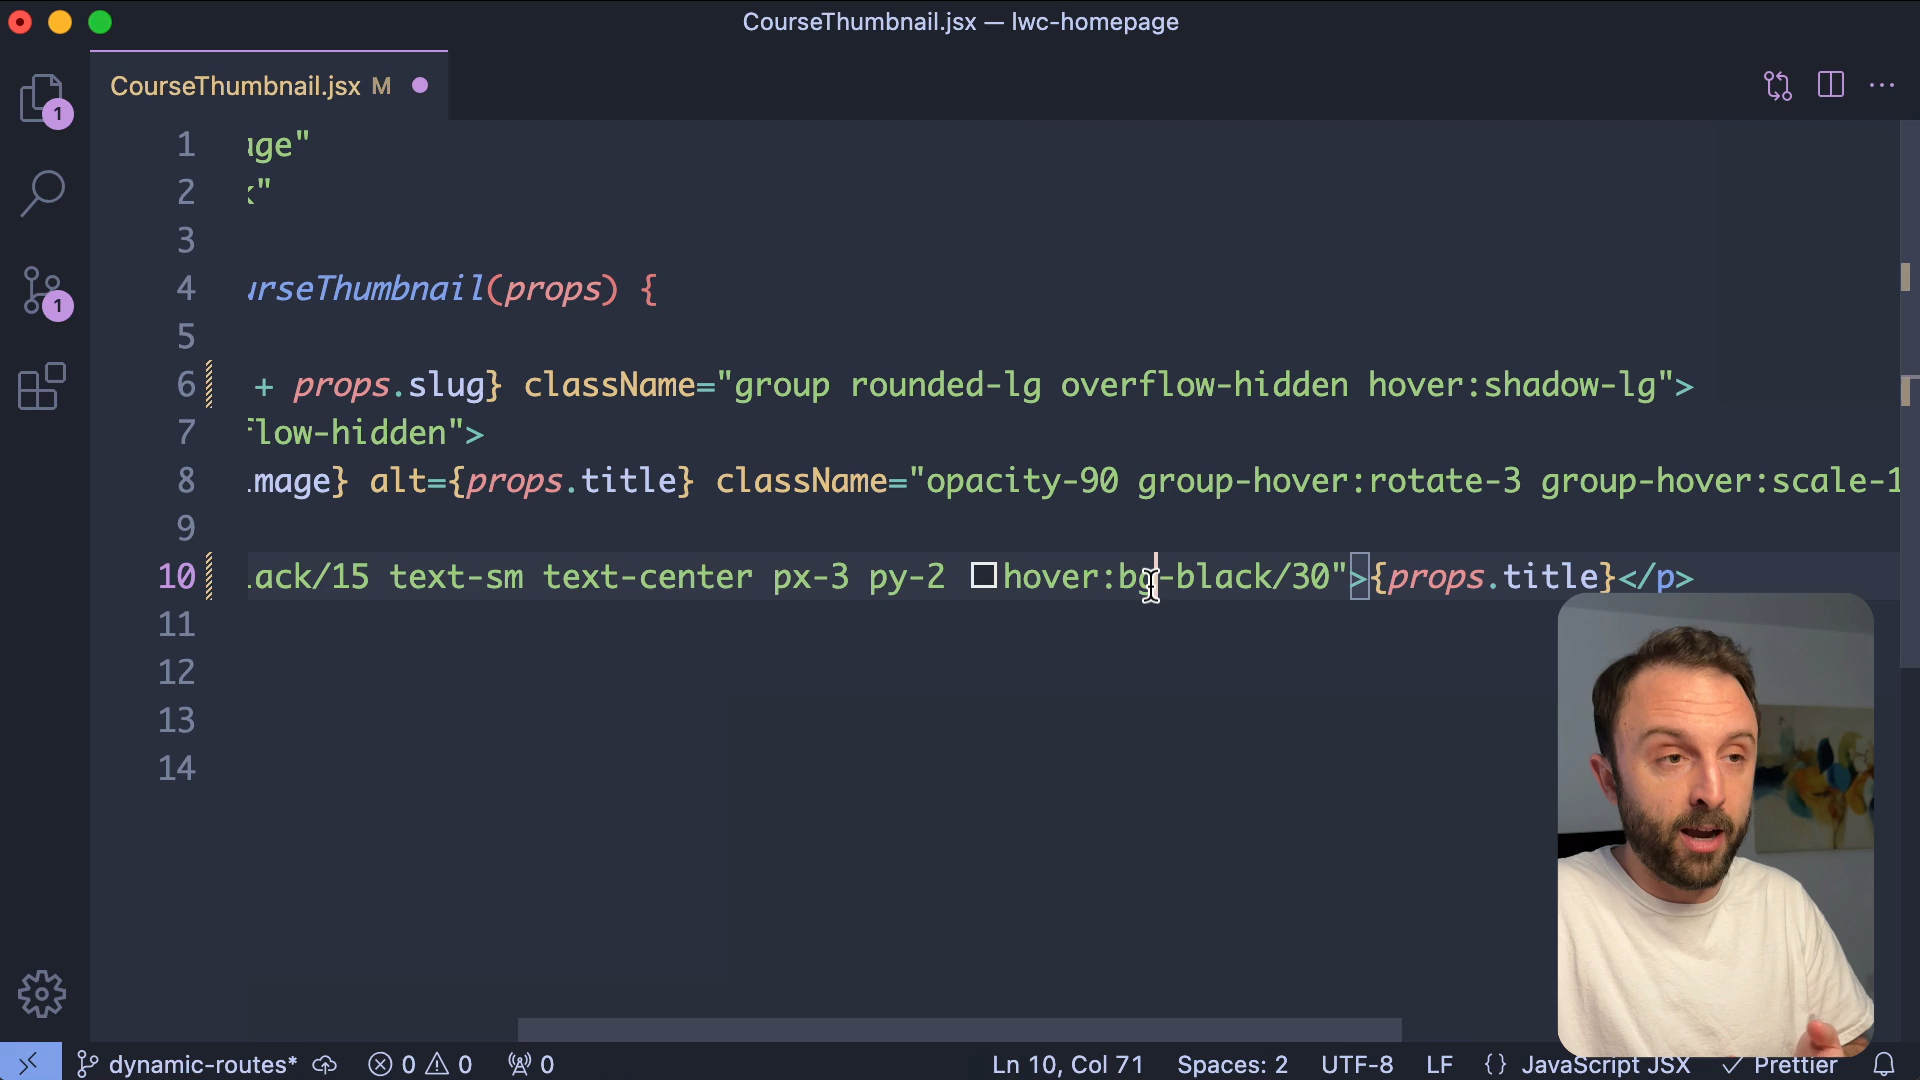 CourseThumbnail.jsx — lwc-homepage
CourseThumbnail.jsx M
1
1
1 age"
2 "
3
4 urseThumbnail(props) {
5
6 + props.slug} className="group rounded-lg overflow-hidden hover:shadow-lg">
7 flow-hidden">
8 mage} alt={props.title} className="opacity-90 group-hover:rotate-3 group-hover:scale-1
9
10 ack/15 text-sm text-center px-3 py-2 hover:bg-black/30">{props.title}</p>
11
12
13
14
dynamic-routes* 0 0 0 Ln 10, Col 71 Spaces: 2 UTF-8 LF {} JavaScript JSX Prettier